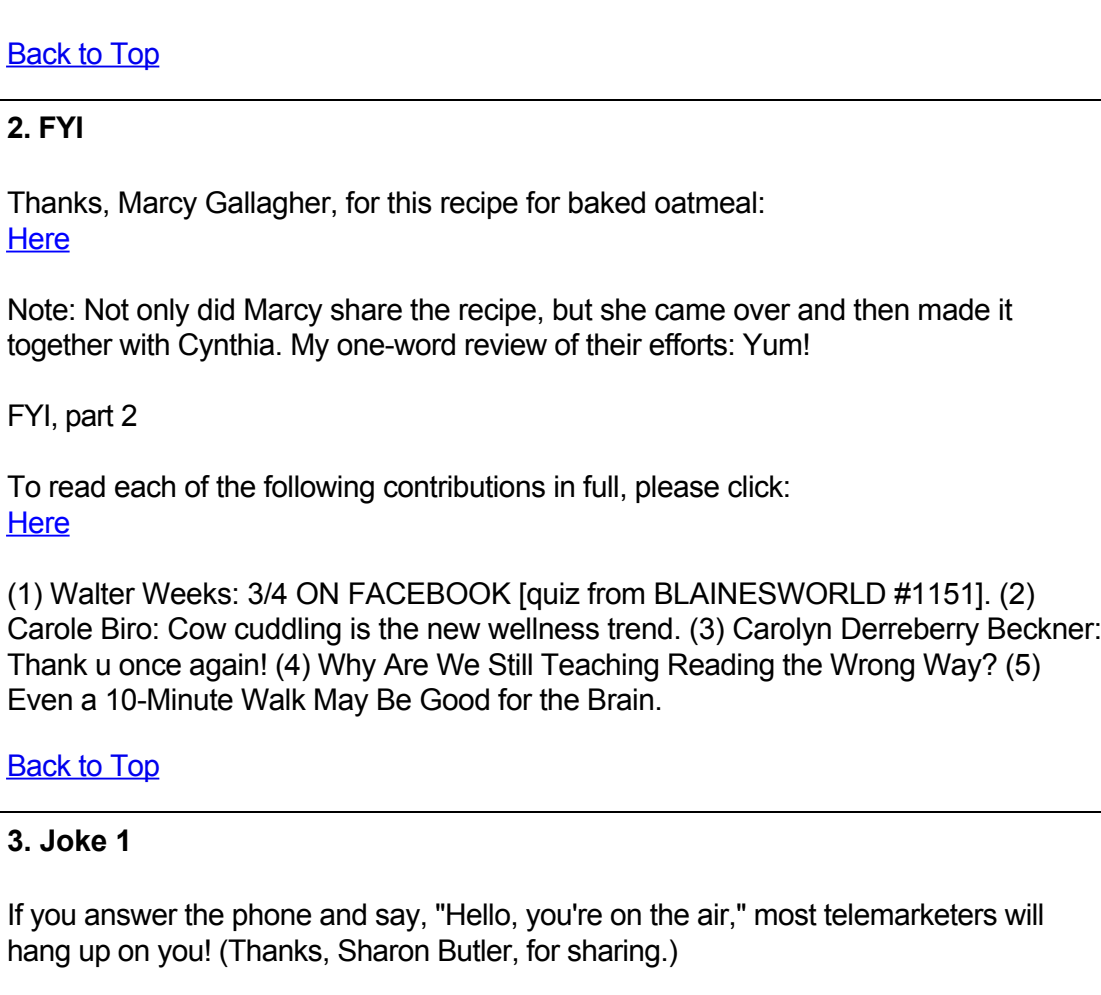 Back to Top
2. FYI
Thanks, Marcy Gallagher, for this recipe for baked oatmeal:
Here
Note: Not only did Marcy share the recipe, but she came over and then made it
together with Cynthia. My one-word review of their efforts: Yum!
FYI, part 2
To read each of the following contributions in full, please click:
Here
(1) Walter Weeks: 3/4 ON FACEBOOK [quiz from BLAINESWORLD #1151]. (2)
Carole Biro: Cow cuddling is the new wellness trend. (3) Carolyn Derreberry Beckner:
Thank u once again! (4) Why Are We Still Teaching Reading the Wrong Way? (5)
Even a 10-Minute Walk May Be Good for the Brain.
Back to Top
3. Joke 1
If you answer the phone and say, "Hello, you're on the air," most telemarketers will
hang up on you! (Thanks, Sharon Butler, for sharing.)